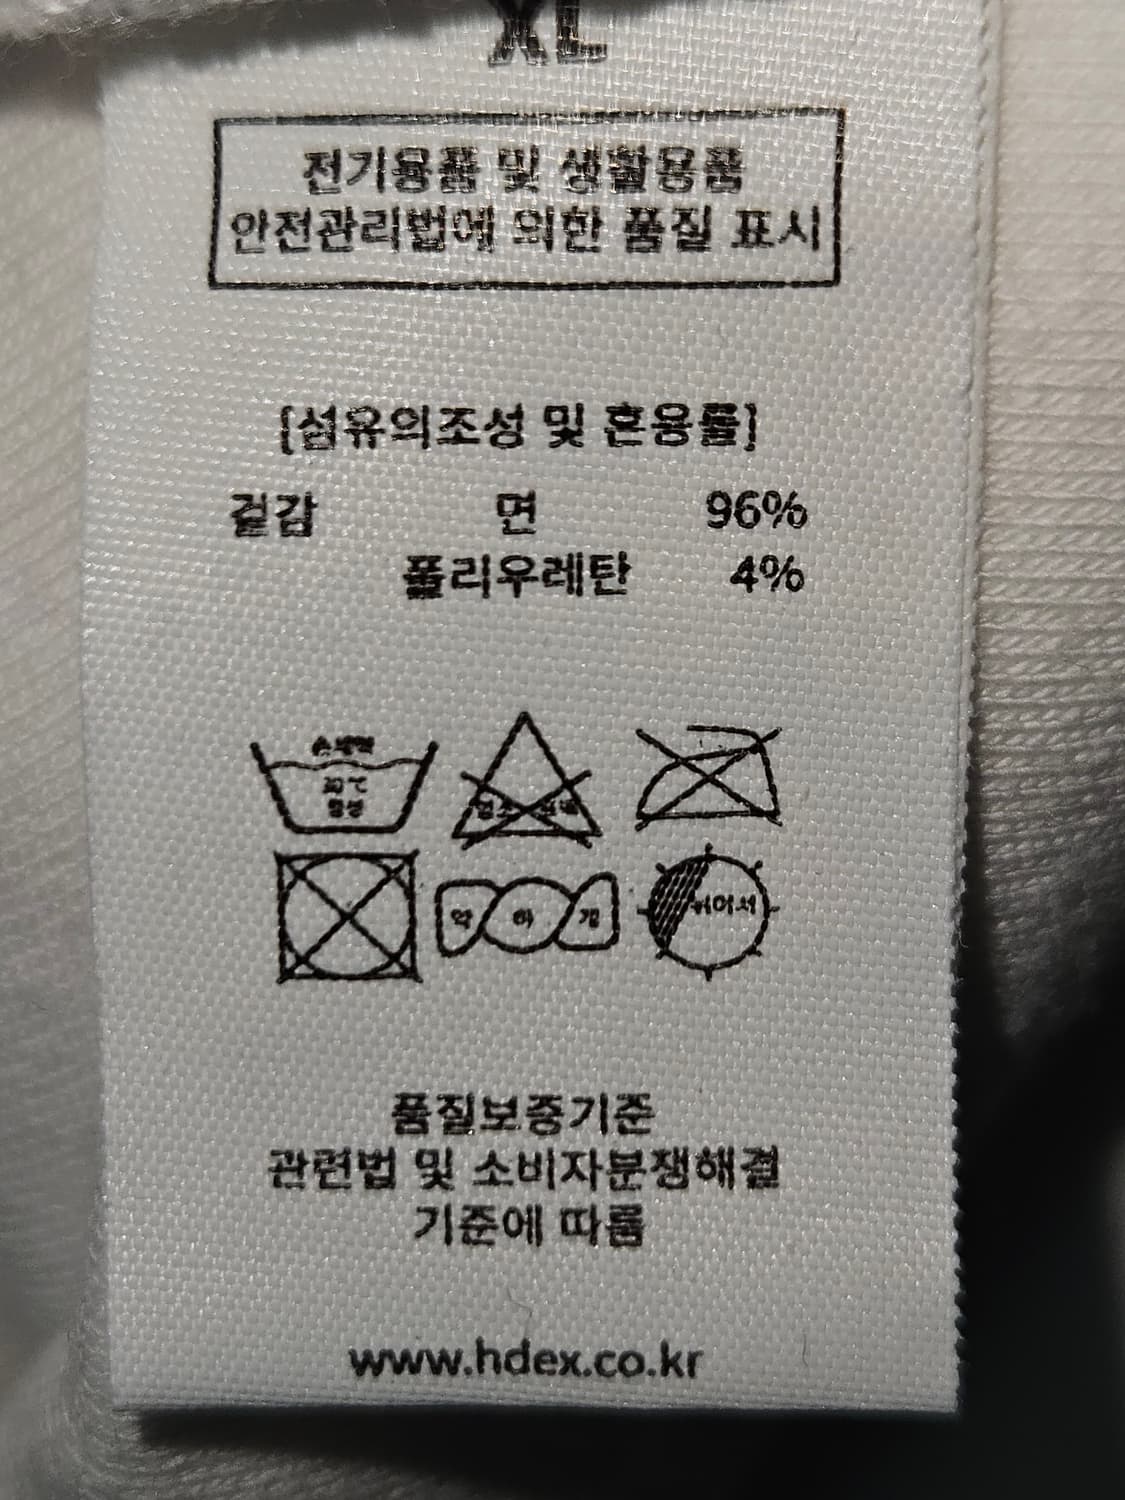 XL
전기용품 및 생활용품
안전관리법에 의한 품질 표시
[섬유의조성 및 혼용률]
겉감 면 96%
폴리우레탄 4%
손세탁
30℃
중성
염소 표백
약 하 게
뉘어서
품질보증기준
관련법 및 소비자분쟁해결
기준에 따름
www.hdex.co.kr